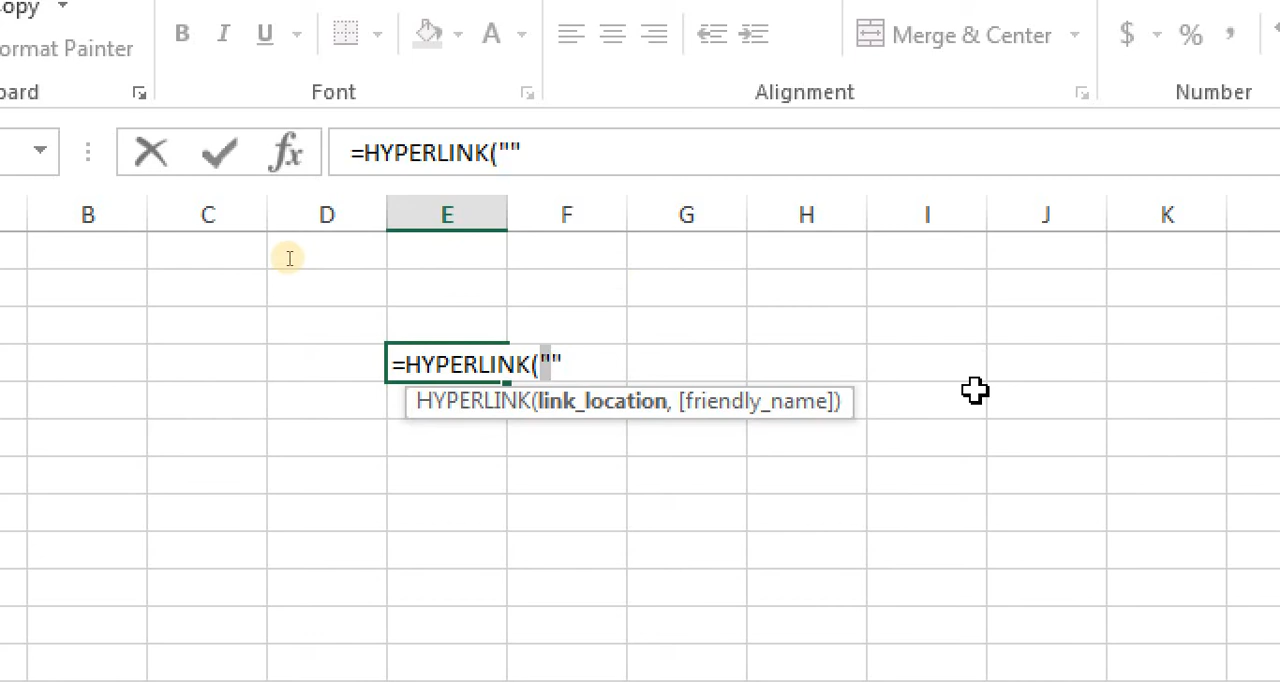 opy
ormat Painter
B I U A
Merge & Center
$ % ,
oard
Font
Alignment
Number
fx
=HYPERLINK(""
B C D E F G H I J K
=HYPERLINK(""
HYPERLINK(link_location, [friendly_name])